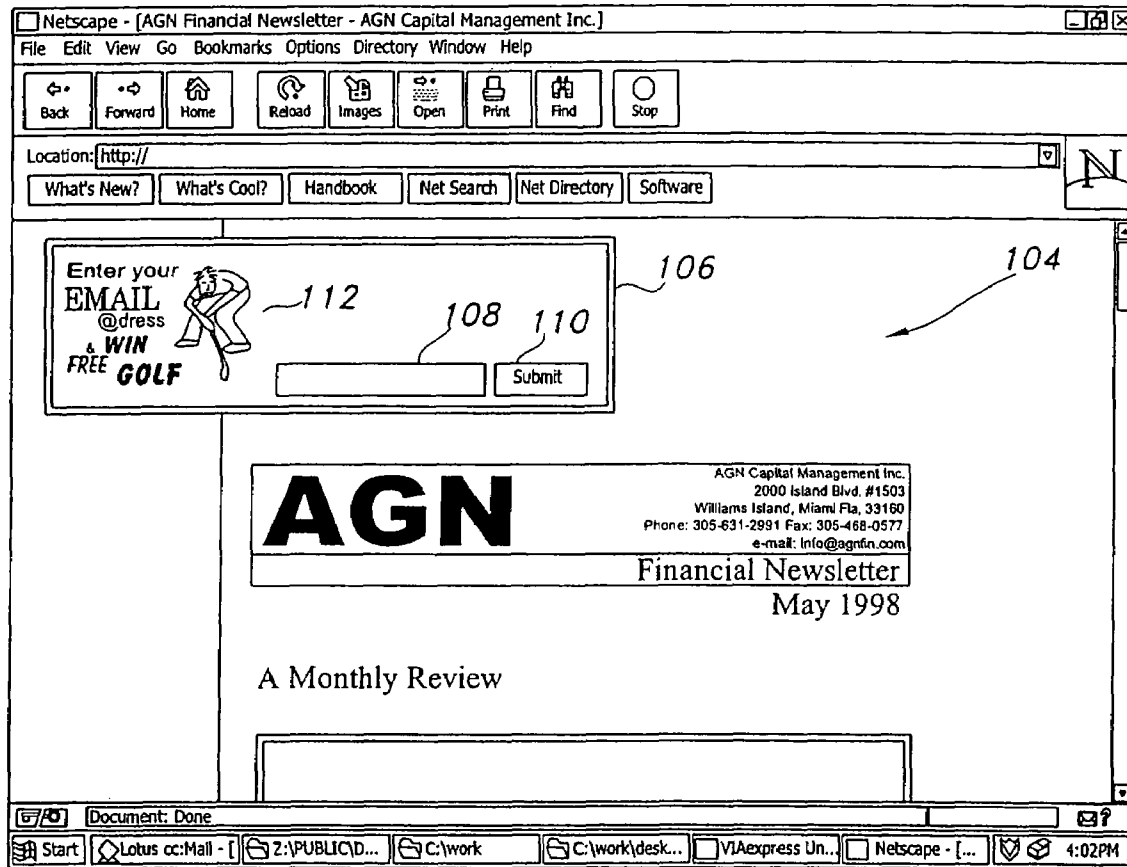 Netscape - [AGN Financial Newsletter - AGN Capital Management Inc.]
File Edit View Go Bookmarks Options Directory Window Help
Back Forward Home Reload Images Open Print Find Stop
Location: http://
N
What's New? What's Cool? Handbook Net Search Net Directory Software
Enter your
EMAIL
@dress
& WIN
FREE GOLF
112
108
110
Submit
106
104
AGN
AGN Capital Management Inc.
2000 Island Blvd. #1503
Williams Island, Miami Fla, 33160
Phone: 305-631-2991 Fax: 305-468-0577
e-mail: Info@agnfin.com
Financial Newsletter
May 1998
A Monthly Review
Document: Done
?
Start Lotus cc:Mail - [ Z:\PUBLIC\D... C:\work C:\work\desk... VIAexpress Un... Netscape - [... 4:02PM